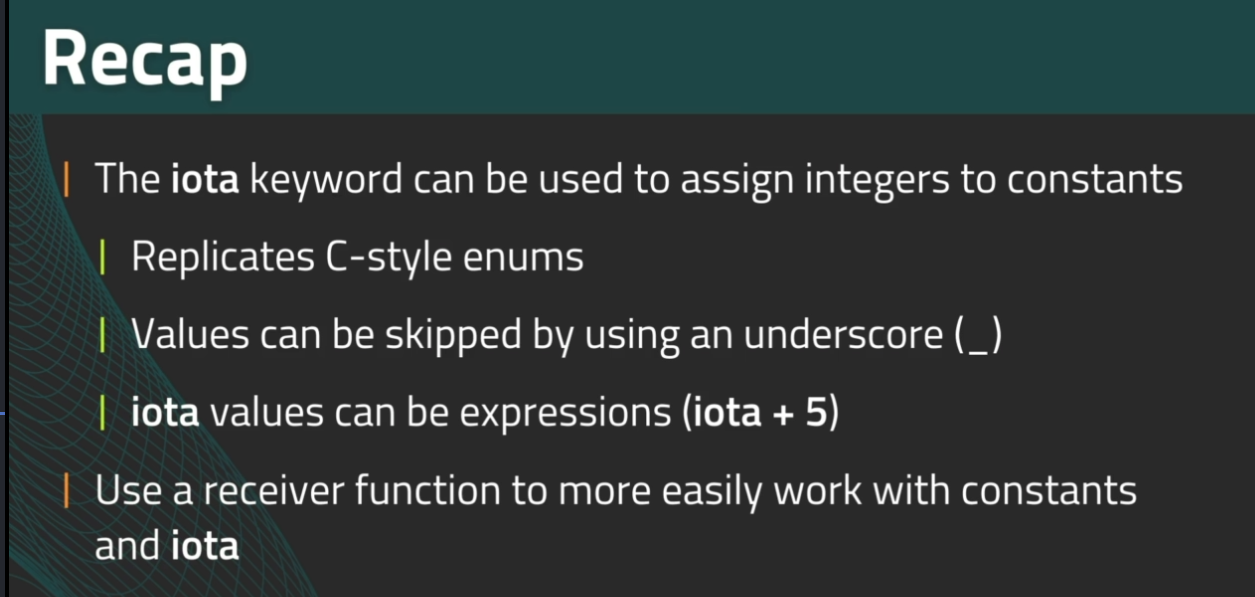 Recap
The iota keyword can be used to assign integers to constants
Replicates C-style enums
Values can be skipped by using an underscore (_)
iota values can be expressions (iota + 5)
Use a receiver function to more easily work with constants
and iota